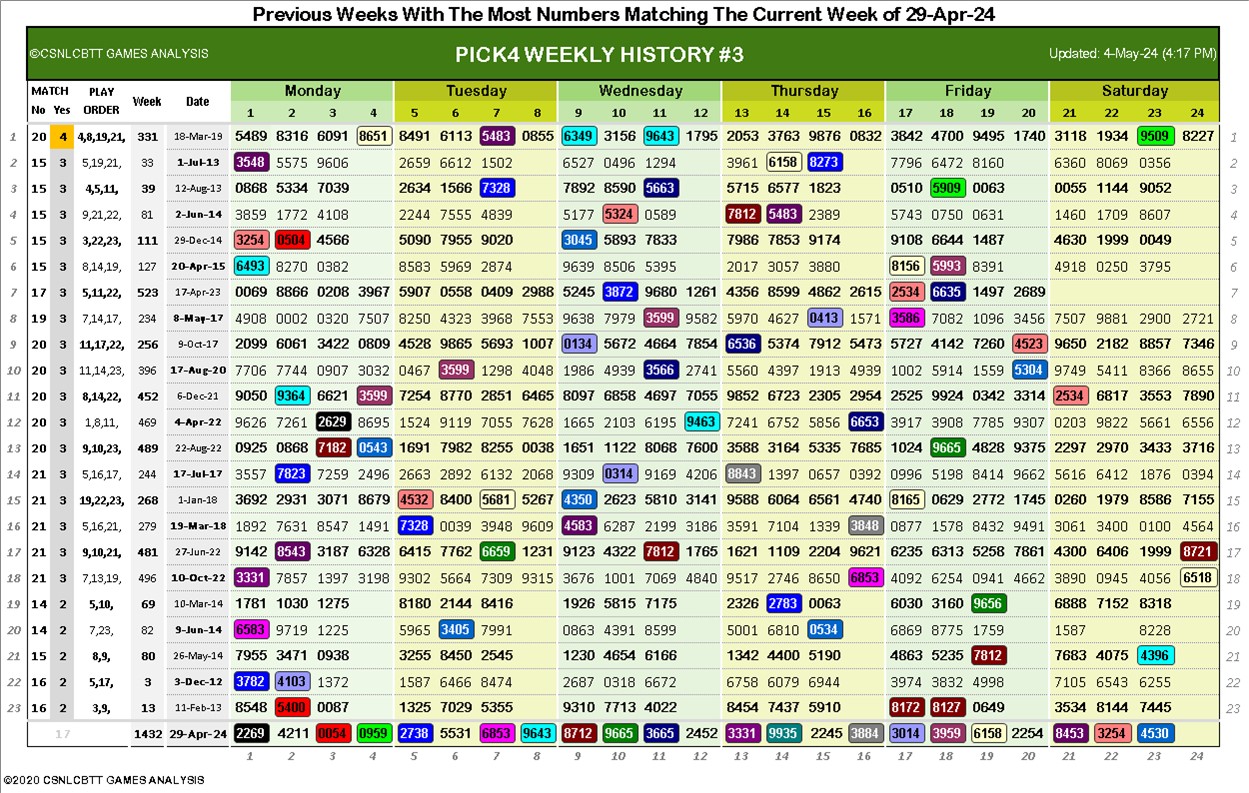 Previous Weeks With The Most Numbers Matching The Current Week of 29-Apr-24
©CSNLCBTT GAMES ANALYSIS PICK4 WEEKLY HISTORY #3 Updated: 4-May-24 (4:17 PM)
MATCH PLAY Week Date Monday Tuesday Wednesday Thursday Friday Saturday
No Yes ORDER 1 2 3 4 5 6 7 8 9 10 11 12 13 14 15 16 17 18 19 20 21 22 23 24
1 20 4 4,8,19,21, 331 18-Mar-19 5489 8316 6091 8651 8491 6113 5483 0855 6349 3156 9643 1795 2053 3763 9876 0832 3842 4700 9495 1740 3118 1934 9509 8227 1
2 15 3 5,19,21, 33 1-Jul-13 3548 5575 9606 2659 6612 1502 6527 0496 1294 3961 6158 8273 7796 6472 8160 6360 8069 0356 2
3 15 3 4,5,11, 39 12-Aug-13 0868 5334 7039 2634 1566 7328 7892 8590 5663 5715 6577 1823 0510 5909 0063 0055 1144 9052 3
4 15 3 9,21,22, 81 2-Jun-14 3859 1772 4108 2244 7555 4839 5177 5324 0589 7812 5483 2389 5743 0750 0631 1460 1709 8607 4
5 15 3 3,22,23, 111 29-Dec-14 3254 0504 4566 5090 7955 9020 3045 5893 7833 7986 7853 9174 9108 6644 1487 4630 1999 0049 5
6 15 3 8,14,19, 127 20-Apr-15 6493 8270 0382 8583 5969 2874 9639 8506 5395 2017 3057 3880 8156 5993 8391 4918 0250 3795 6
7 17 3 5,11,22, 523 17-Apr-23 0069 8866 0208 3967 5907 0558 0409 2988 5245 3872 9680 1261 4356 8599 4862 2615 2534 6635 1497 2689 7
8 19 3 7,14,17, 234 8-May-17 4908 0002 0320 7507 8250 4323 3968 7553 9638 7979 3599 9582 5970 4627 0413 1571 3586 7082 1096 3456 7507 9881 2900 2721 8
9 20 3 11,17,22, 256 9-Oct-17 2099 6061 3422 0809 4528 9865 5693 1007 0134 5672 4664 7854 6536 5374 7912 5473 5727 4142 7260 4523 9650 2182 8857 7346 9
10 20 3 11,14,23, 396 17-Aug-20 7706 7744 0907 3032 0467 3599 1298 4048 1986 4939 3566 2741 5560 4397 1913 4939 1002 5914 1559 5304 9749 5411 8366 8655 10
11 20 3 8,14,22, 452 6-Dec-21 9050 9364 6621 3599 7254 8770 2851 6465 8097 6858 4697 7055 9852 6723 2305 2954 2525 9924 0342 3314 2534 6817 3553 7890 11
12 20 3 1,8,11, 469 4-Apr-22 9626 7261 2629 8695 1524 9119 7055 7628 1665 2103 6195 9463 7241 6752 5856 6653 3917 3908 7785 9307 0203 9822 5661 6556 12
13 20 3 9,10,23, 489 22-Aug-22 0925 0868 7182 0543 1691 7982 8255 0038 1651 1122 8068 7600 3588 3164 5335 7685 1024 9665 4828 9375 2297 2970 3433 3716 13
14 21 3 5,16,17, 244 17-Jul-17 3557 7823 7259 2496 2663 2892 6132 2068 9309 0314 9169 4206 8843 1397 0657 0392 0996 5198 8414 9662 5616 6412 1876 0439 14
15 21 3 19,22,23, 268 1-Jan-18 3692 2931 3071 8679 4532 8400 5681 5267 4350 2623 5810 3141 9588 6064 6561 4740 8165 0629 2772 1745 0260 1979 8586 7155 15
16 21 3 5,16,21, 279 19-Mar-18 1892 7631 8547 1491 7328 0039 3948 9609 4583 6287 2199 3186 3591 7104 1339 3848 0877 1578 8432 9491 3061 3400 0100 4564 16
17 21 3 9,10,21, 481 27-Jun-22 9142 8543 3187 6328 6415 7762 6659 1231 9123 4322 7812 1765 1621 1109 2204 9621 6235 6313 5258 7861 4300 6406 1999 8721 17
18 21 3 7,13,19, 496 10-Oct-22 3331 7857 1397 3198 9302 5664 7309 9315 3676 1001 7069 4840 9517 2746 8650 6853 4092 6254 0941 4662 3890 0945 4056 6518 18
19 14 2 5,10, 69 10-Mar-14 1781 1030 1275 8180 2144 8416 1926 5815 7175 2326 2783 0063 6030 3160 9656 6888 7152 8318 19
20 14 2 7,23, 82 9-Jun-14 6583 9719 1225 5965 3405 7991 0863 4391 8599 5001 6810 0534 6869 8775 1759 1587 8228 20
21 15 2 8,9, 80 26-May-14 7955 3471 0938 3255 8450 2545 1230 4654 6166 1342 4400 5190 4863 5235 7812 7683 4075 4396 21
22 16 2 5,17, 3 3-Dec-12 3782 4103 1372 1587 6466 8474 2687 0318 6672 6758 6079 6944 3974 3832 4998 7105 6543 6255 22
23 16 2 3,9, 13 11-Feb-13 8548 5400 0087 1325 7029 5355 9310 7713 4022 8454 7437 5910 8172 8127 0649 3534 8144 7445 23
17 1432 29-Apr-24 2269 4211 0054 0959 2738 5531 6853 9643 8712 9665 3665 2452 3331 9935 2245 3884 3014 3959 6158 2254 8453 3254 4530
1 2 3 4 5 6 7 8 9 10 11 12 13 14 15 16 17 18 19 20 21 22 23 24
©2020 CSNLCBTT GAMES ANALYSIS